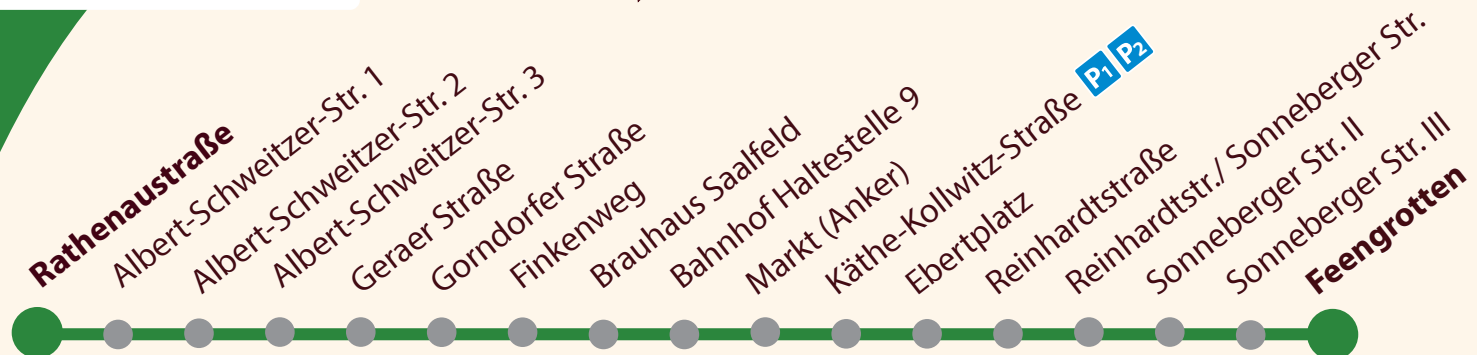 Rathenaustraße
Albert-Schweitzer-Str. 1
Albert-Schweitzer-Str. 2
Albert-Schweitzer-Str. 3
Geraer Straße
Gorndorfer Straße
Finkenweg
Brauhaus Saalfeld
Bahnhof Haltestelle 9
Markt (Anker)
Käthe-Kollwitz-Straße P1 P2
Ebertplatz
Reinhardtstraße
Reinhardtstr./ Sonneberger Str.
Sonneberger Str. II
Sonneberger Str. III
Feengrotten